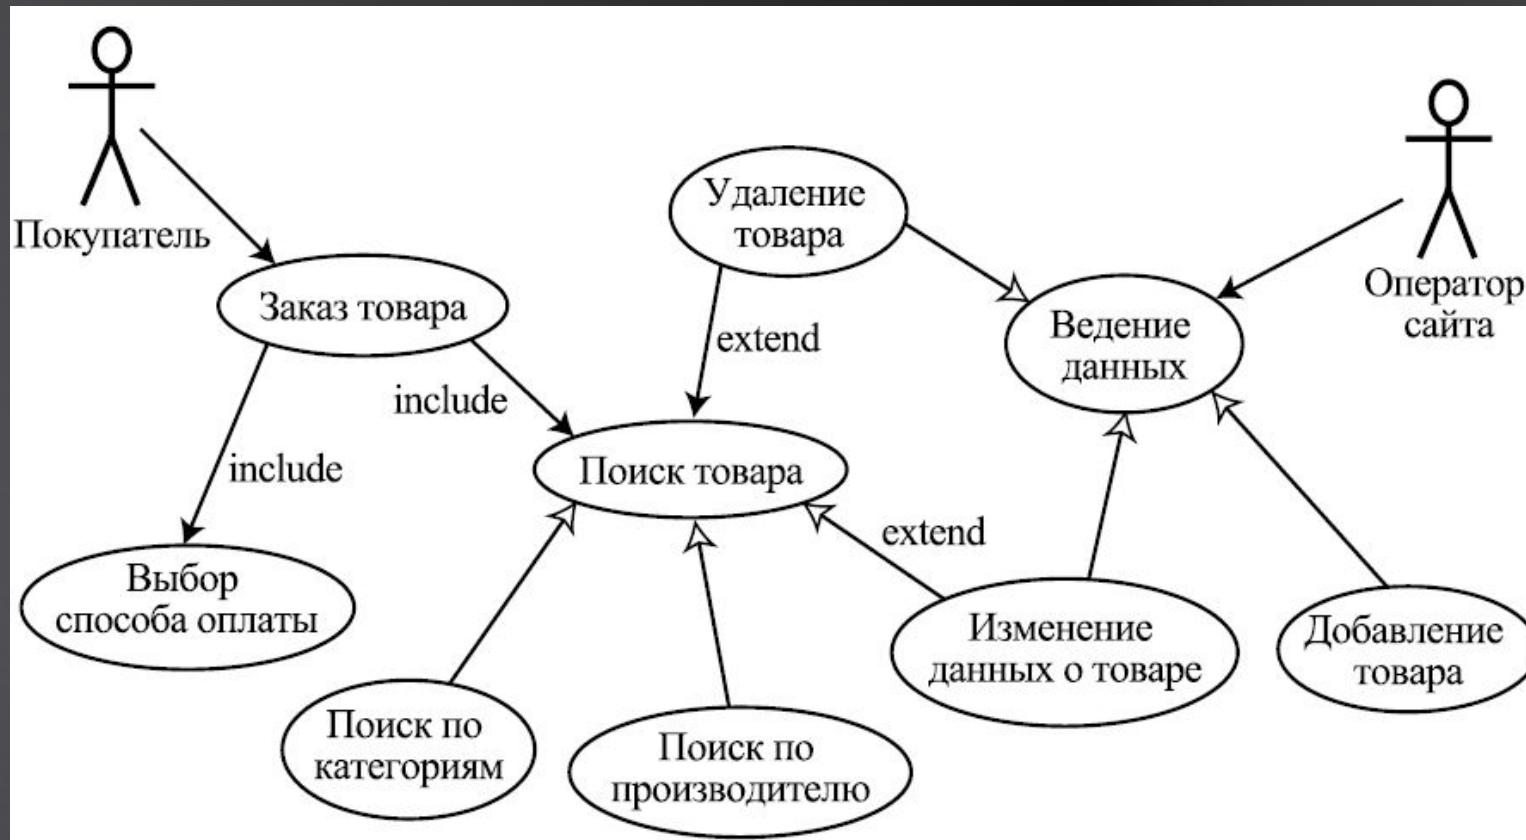 Покупатель
Удаление
товара
Оператор
сайта
Заказ товара
Ведение
данных
extend
include
include
Поиск товара
extend
Выбор
способа оплаты
Изменение
данных о товаре
Добавление
товара
Поиск по
категориям
Поиск по
производителю